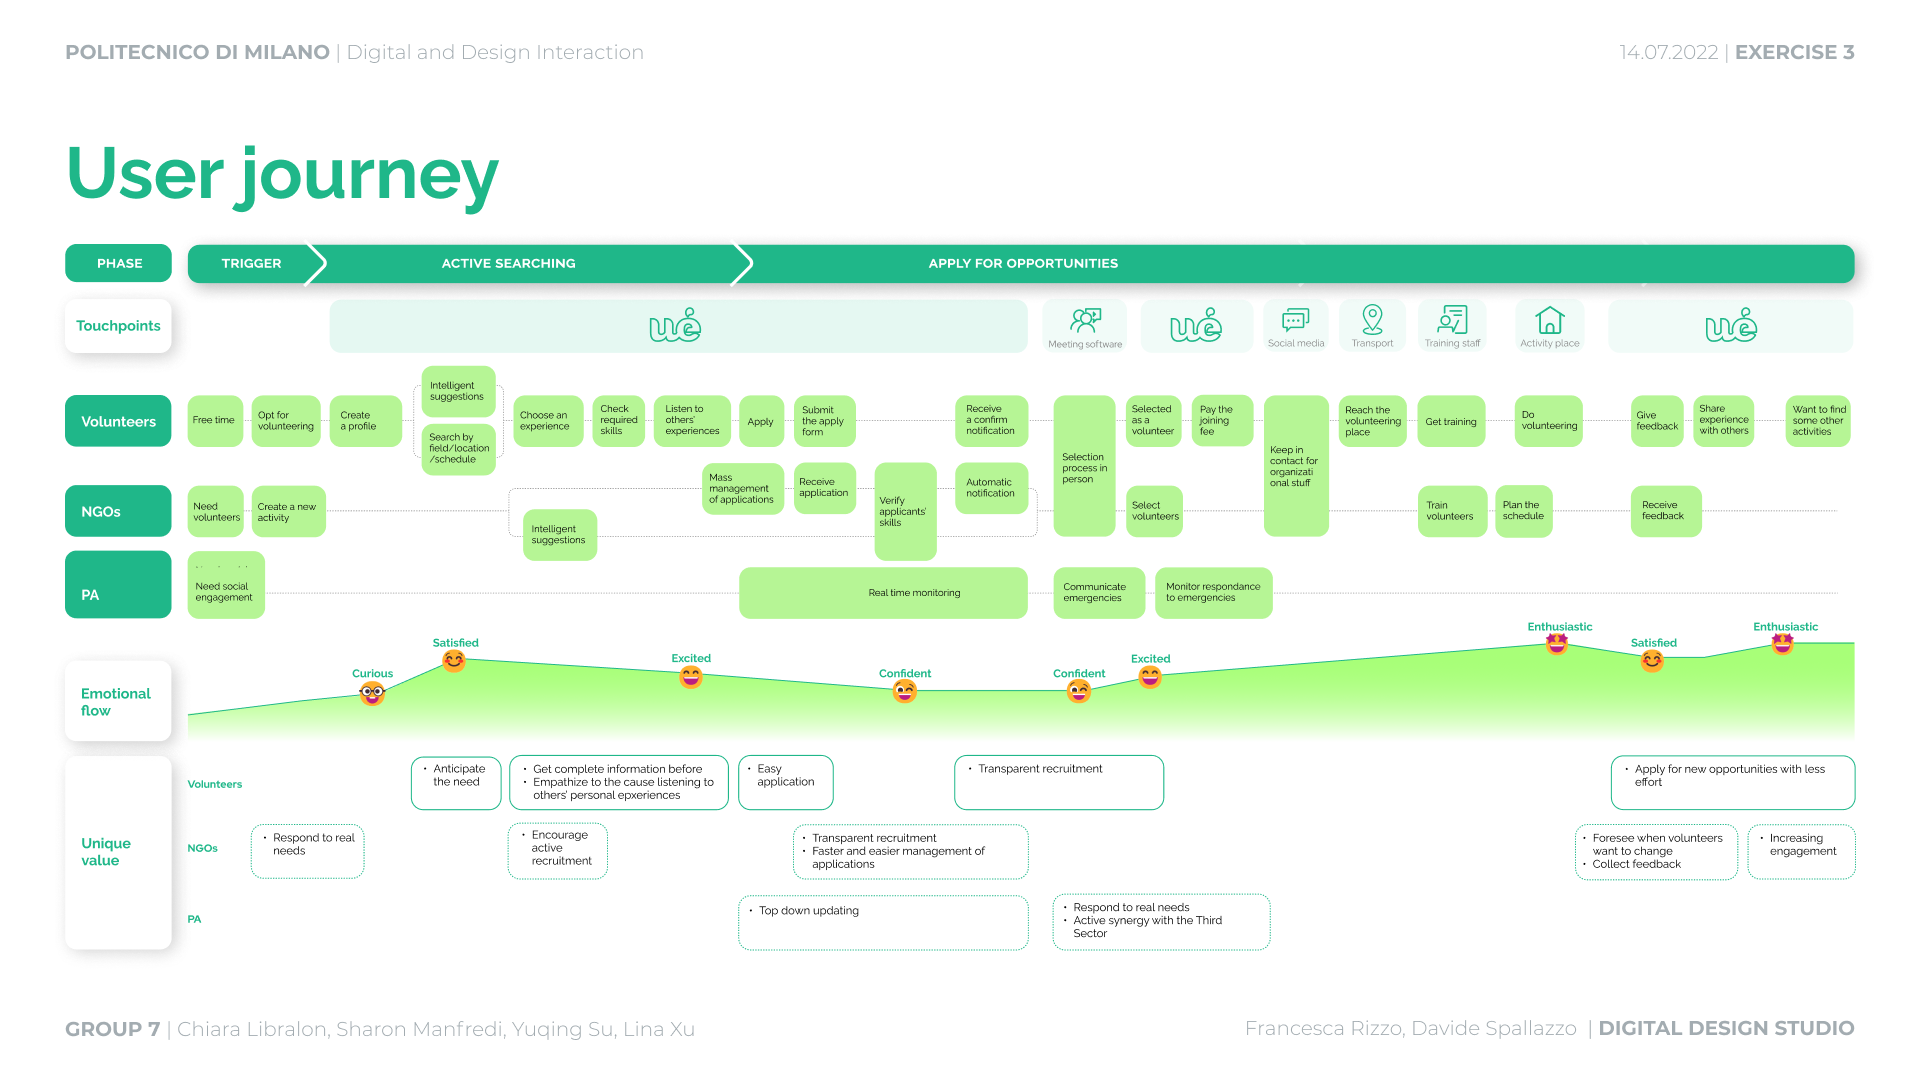 POLITECNICO DI MILANO | Digital and Design Interaction
14.07.2022 | EXERCISE 3
User journey
PHASE
TRIGGER
ACTIVE SEARCHING
APPLY FOR OPPORTUNITIES
Touchpoints
uè
Meeting software
uè
Social media
Transport
Training staff
Activity place
uè
Volunteers
Free time
Opt for
volunteering
Create
a profile
Intelligent
suggestions
Search by
field/location
/schedule
Choose an
experience
Check
required
skills
Listen to
others'
experiences
Apply
Submit
the apply
form
Receive
a confirm
notification
Selection
process in
person
Selected
as a
volunteer
Pay the
joining
fee
Keep in
contact for
organizati
onal stuff
Reach the
volunteering
place
Get training
Do
volunteering
Give
feedback
Share
experience
with others
Want to find
some other
activities
NGOs
Need
volunteers
Create a new
activity
Intelligent
suggestions
Mass
management
of applications
Receive
application
Verify
applicants'
skills
Automatic
notification
Select
volunteers
Train
volunteers
Plan the
schedule
Receive
feedback
PA
Need social
engagement
Real time monitoring
Communicate
emergencies
Monitor respondance
to emergencies
Emotional
flow
Curious
Satisfied
Excited
Confident
Confident
Excited
Enthusiastic
Satisfied
Enthusiastic
Unique
value
Volunteers
• Anticipate
the need
• Get complete information before
• Empathize to the cause listening to
others' personal epxeriences
• Easy
application
• Transparent recruitment
• Apply for new opportunities with less
effort
NGOs
• Respond to real
needs
• Encourage
active
recruitment
• Transparent recruitment
• Faster and easier management of
applications
• Foresee when volunteers
want to change
• Collect feedback
• Increasing
engagement
PA
• Top down updating
• Respond to real needs
• Active synergy with the Third
Sector
GROUP 7 | Chiara Libralon, Sharon Manfredi, Yuqing Su, Lina Xu
Francesca Rizzo, Davide Spallazzo | DIGITAL DESIGN STUDIO